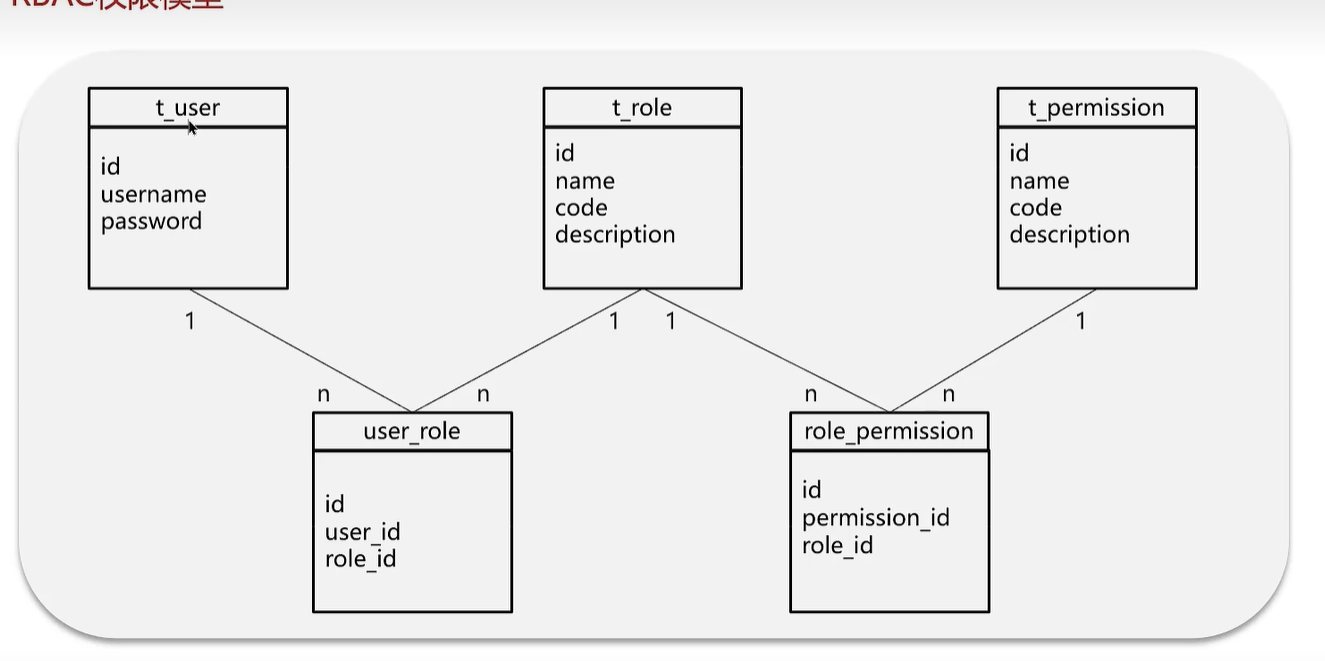 RBAC权限模型
t_user
id
username
password
t_role
id
name
code
description
t_permission
id
name
code
description
1
1
1
1
n
n
n
n
user_role
id
user_id
role_id
role_permission
id
permission_id
role_id